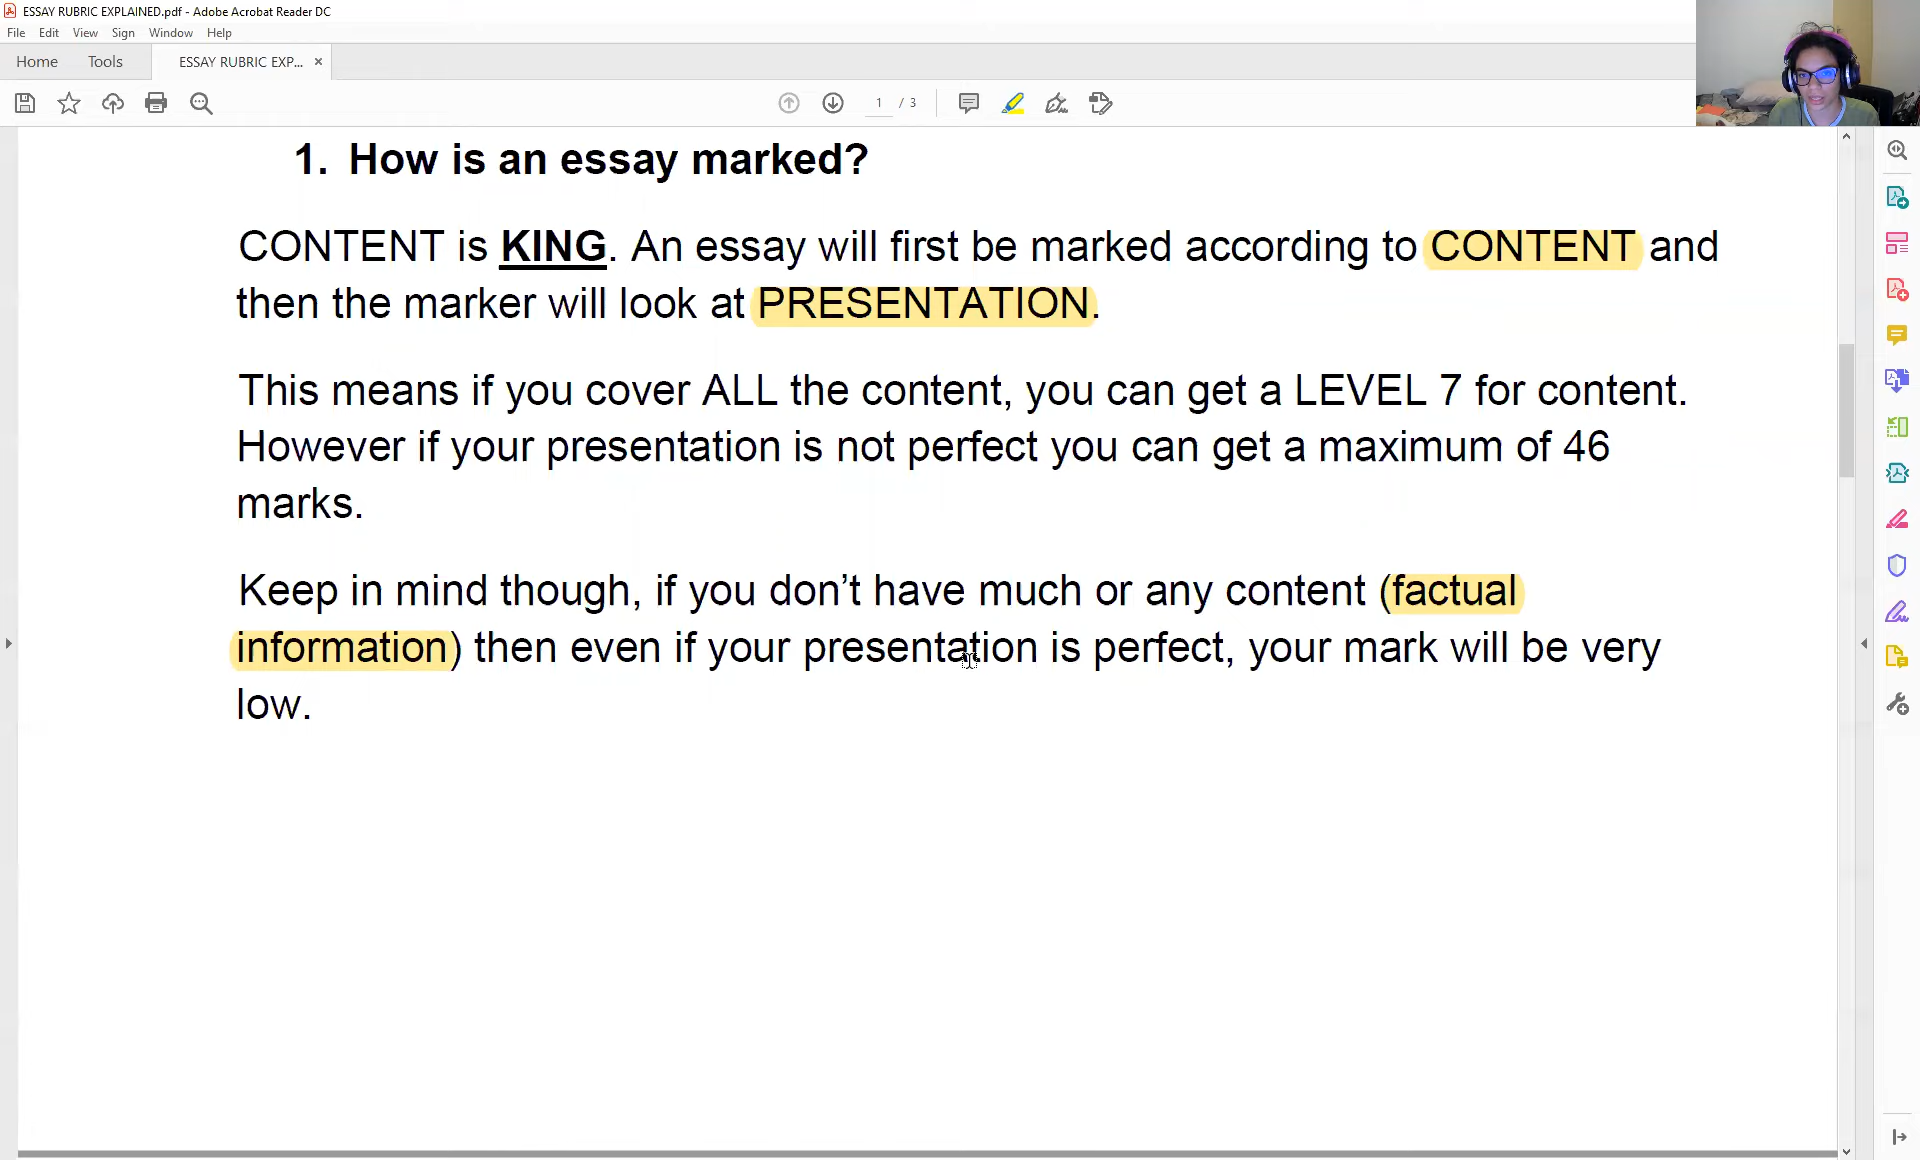 ESSAY RUBRIC EXPLAINED.pdf - Adobe Acrobat Reader DC
File Edit View Sign Window Help
Home Tools ESSAY RUBRIC EXP... ×
1 / 3
1. How is an essay marked?
CONTENT is KING. An essay will first be marked according to CONTENT and
then the marker will look at PRESENTATION.
This means if you cover ALL the content, you can get a LEVEL 7 for content.
However if your presentation is not perfect you can get a maximum of 46
marks.
Keep in mind though, if you don’t have much or any content (factual
information) then even if your presentation is perfect, your mark will be very
low.